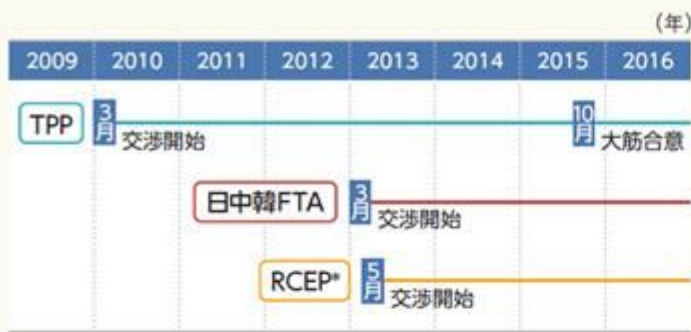 (年)
2009 2010 2011 2012 2013 2014 2015 2016
TPP 3月 交渉開始 10月 大筋合意
日中韓FTA 3月 交渉開始
RCEP* 5月 交渉開始